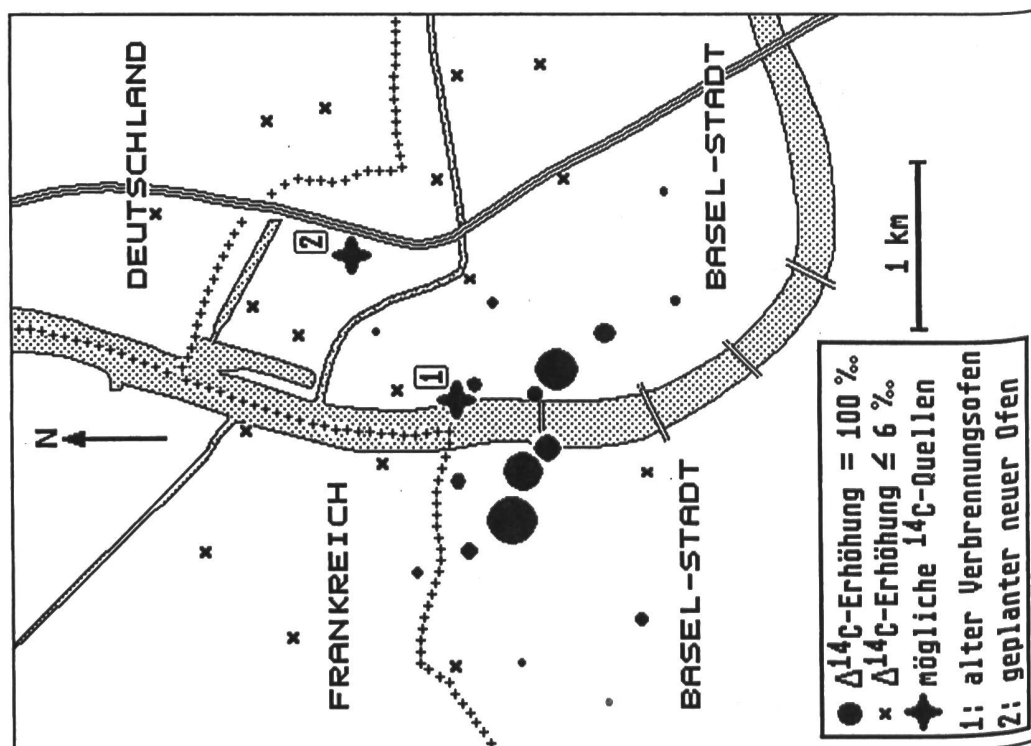 DEUTSCHLAND
N
2
1
FRANKREICH
BASEL-STADT
BASEL-STADT
1 km
Δ¹⁴C-Erhöhung = 100 ‰
Δ¹⁴C-Erhöhung ≤ 6 ‰
mögliche ¹⁴C-Quellen
1: alter Verbrennungsofen
2: geplanter neuer Ofen